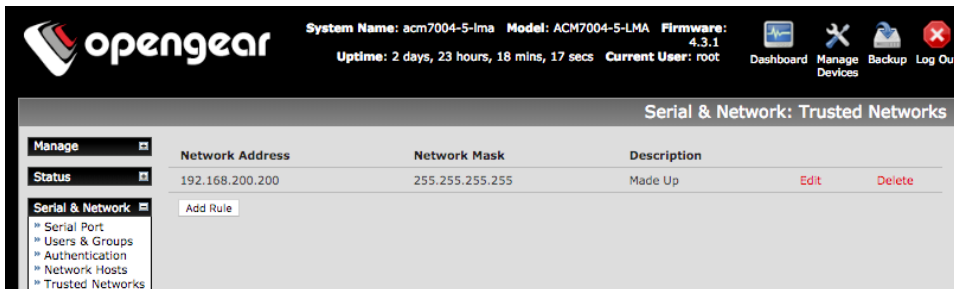 opengear
System Name: acm7004-5-lma Model: ACM7004-5-LMA Firmware:
4.3.1
Uptime: 2 days, 23 hours, 18 mins, 17 secs Current User: root
Dashboard Manage Backup Log Ou
Devices
Serial & Network: Trusted Networks
Manage
Status
Serial & Network
» Serial Port
» Users & Groups
» Authentication
» Network Hosts
» Trusted Networks
Network Address Network Mask Description
192.168.200.200 255.255.255.255 Made Up Edit Delete
Add Rule